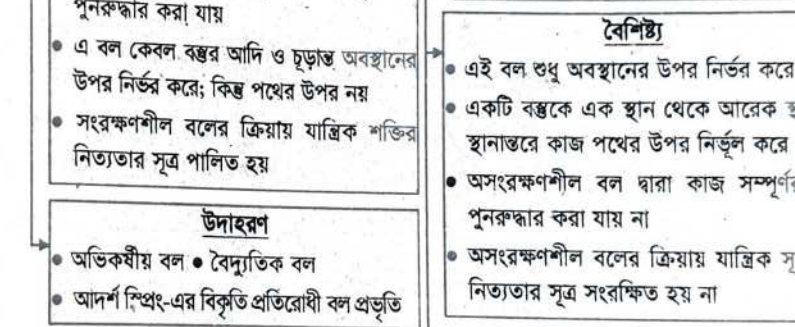 পুনরুদ্ধার করা যায়
• এ বল কেবল বস্তুর আদি ও চূড়ান্ত অবস্থানের
উপর নির্ভর করে; কিন্তু পথের উপর নয়
• সংরক্ষণশীল বলের ক্রিয়ায় যান্ত্রিক শক্তির
নিত্যতার সূত্র পালিত হয়
উদাহরণ
• অভিকর্ষীয় বল • বৈদ্যুতিক বল
• আদর্শ স্প্রিং-এর বিকৃতি প্রতিরোধী বল প্রভৃতি
বৈশিষ্ট্য
• এই বল শুধু অবস্থানের উপর নির্ভর করে
• একটি বস্তুকে এক স্থান থেকে আরেক
স্থানান্তরে কাজ পথের উপর নির্ভুল করে
• অসংরক্ষণশীল বল দ্বারা কাজ সম্পূর্ণ
পুনরুদ্ধার করা যায় না
• অসংরক্ষণশীল বলের ক্রিয়ায় যান্ত্রিক
নিত্যতার সূত্র সংরক্ষিত হয় না